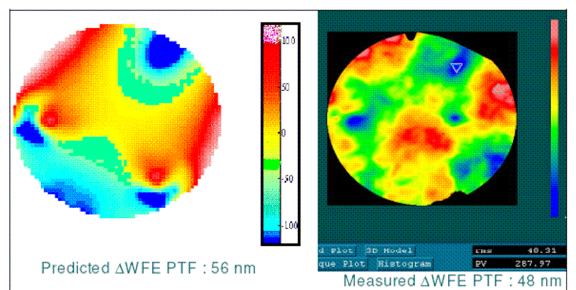 100
50
0
-50
-100
d Plot 3D Model
que Plot Histogram
rms 48.31
PV 287.97
Predicted ΔWFE PTF : 56 nm
Measured ΔWFE PTF : 48 nm